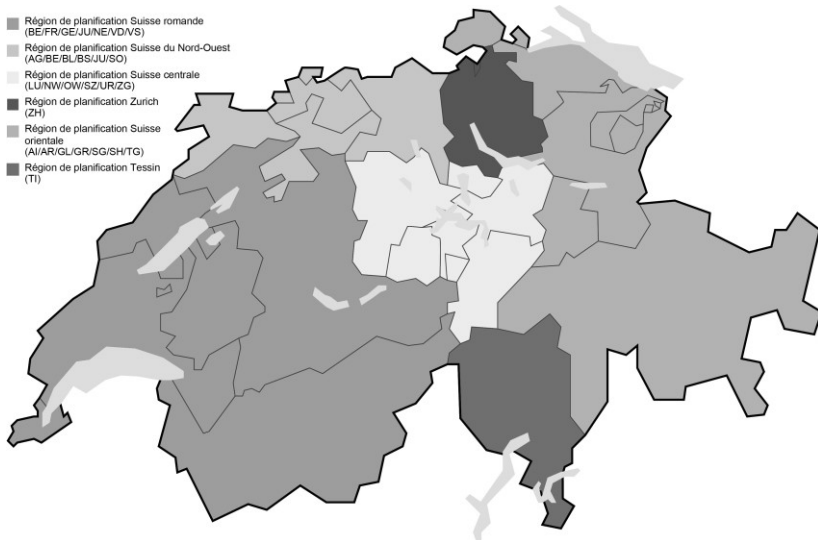 Région de planification Suisse romande
(BE/FR/GE/JU/NE/VD/VS)
Région de planification Suisse du Nord-Ouest
(AG/BE/BL/BS/JU/SO)
Région de planification Suisse centrale
(LU/NW/OW/SZ/UR/ZG)
Région de planification Zurich
(ZH)
Région de planification Suisse
orientale
(AI/AR/GL/GR/SG/SH/TG)
Région de planification Tessin
(TI)